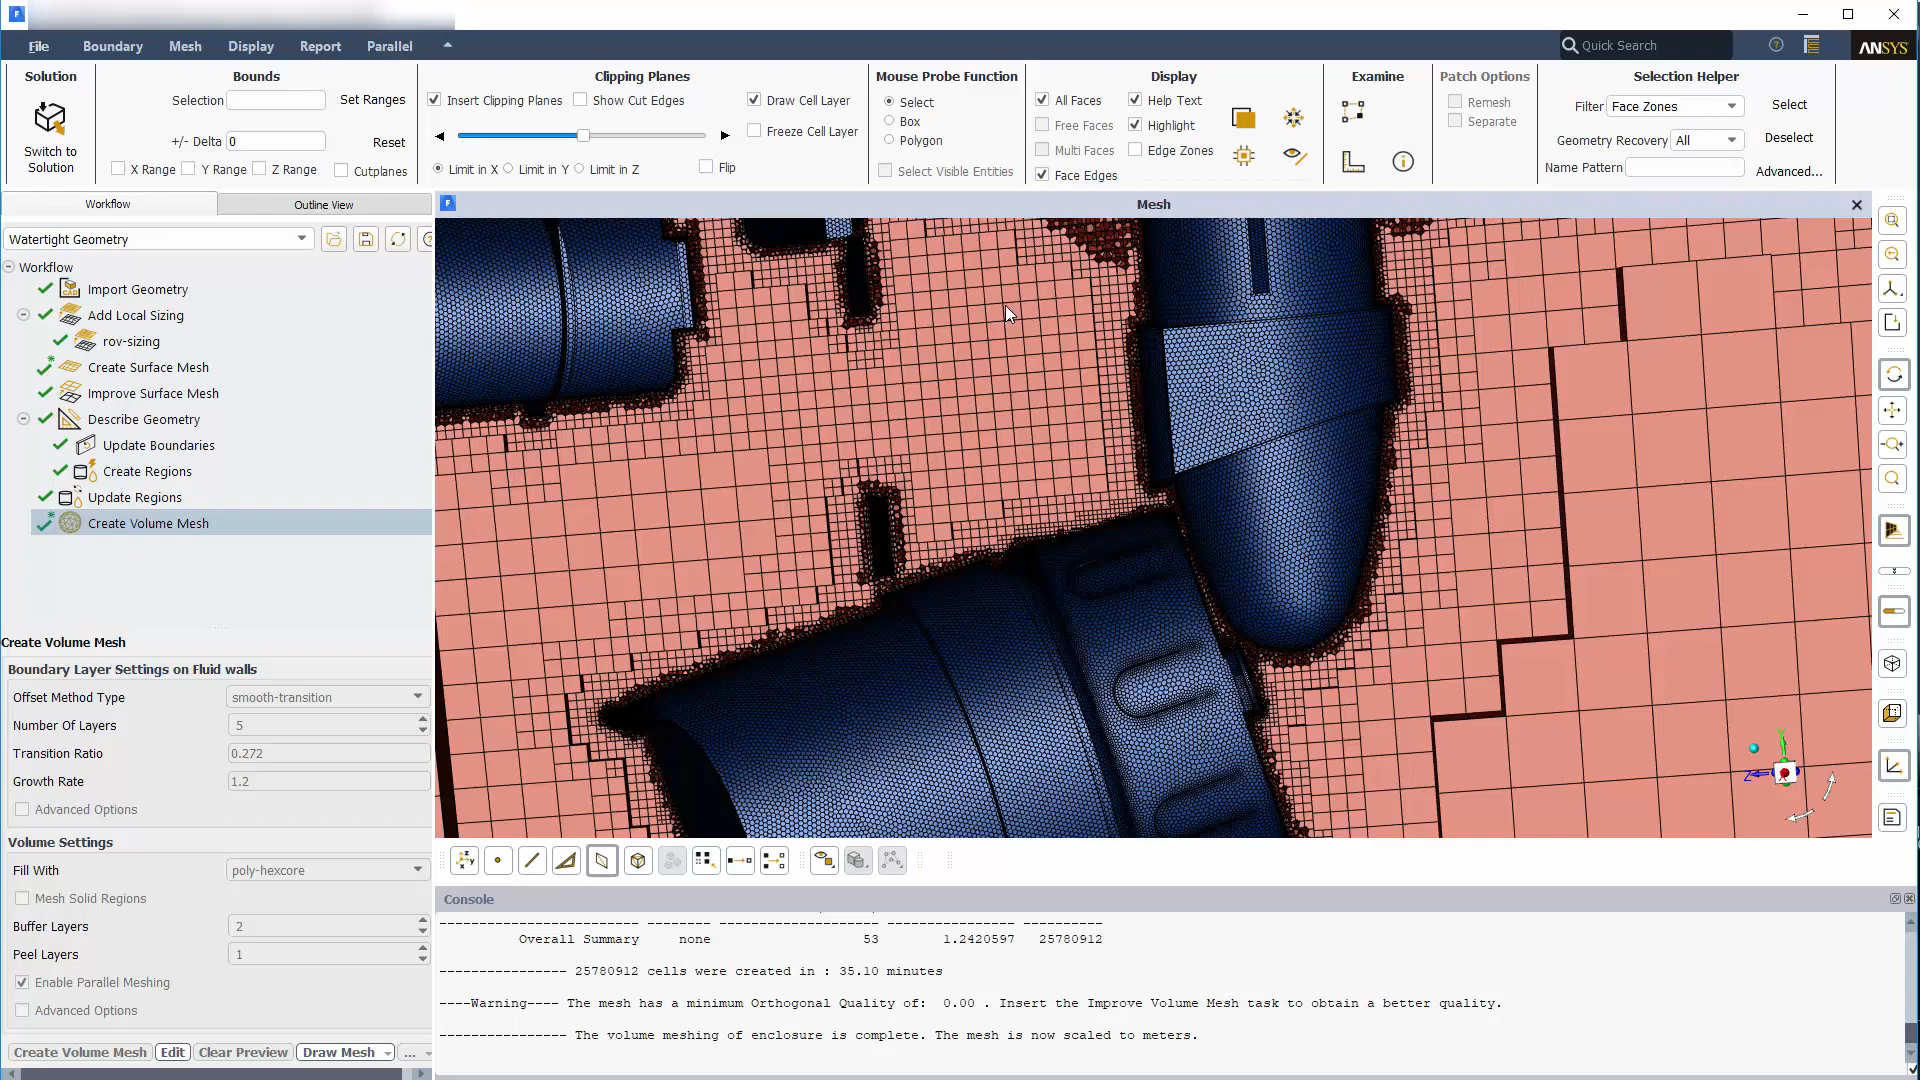 File Boundary Mesh Display Report Parallel Quick Search ANSYS
Solution Bounds Clipping Planes Mouse Probe Function Display Examine Patch Options Selection Helper
Selection Set Ranges Insert Clipping Planes Show Cut Edges Draw Cell Layer Select All Faces Help Text Remesh Filter Face Zones Select
Freeze Cell Layer Box Free Faces Highlight Separate
+/- Delta 0 Reset Polygon Geometry Recovery All Deselect
Switch to Solution
Multi Faces Edge Zones
X Range Y Range Z Range Cutplanes Limit in X Limit in Y Limit in Z Flip Select Visible Entities Face Edges Name Pattern Advanced...
Workflow Outline View Mesh
Watertight Geometry
Workflow
Import Geometry
Add Local Sizing
rov-sizing
Create Surface Mesh
Improve Surface Mesh
Describe Geometry
Update Boundaries
Create Regions
Update Regions
Create Volume Mesh
Create Volume Mesh
Boundary Layer Settings on Fluid walls
Offset Method Type smooth-transition
Number Of Layers 5
Transition Ratio 0.272
Growth Rate 1.2
Advanced Options
Volume Settings
Fill With poly-hexcore
Mesh Solid Regions
Buffer Layers 2
Peel Layers 1
Enable Parallel Meshing
Advanced Options
Create Volume Mesh Edit Clear Preview Draw Mesh ...
Z
Console
------------------------- -------- -------------------- ---------------- ----------
Overall Summary none 53 1.2420597 25780912
---------------- 25780912 cells were created in : 35.10 minutes
----Warning---- The mesh has a minimum Orthogonal Quality of: 0.00 . Insert the Improve Volume Mesh task to obtain a better quality.
---------------- The volume meshing of enclosure is complete. The mesh is now scaled to meters.